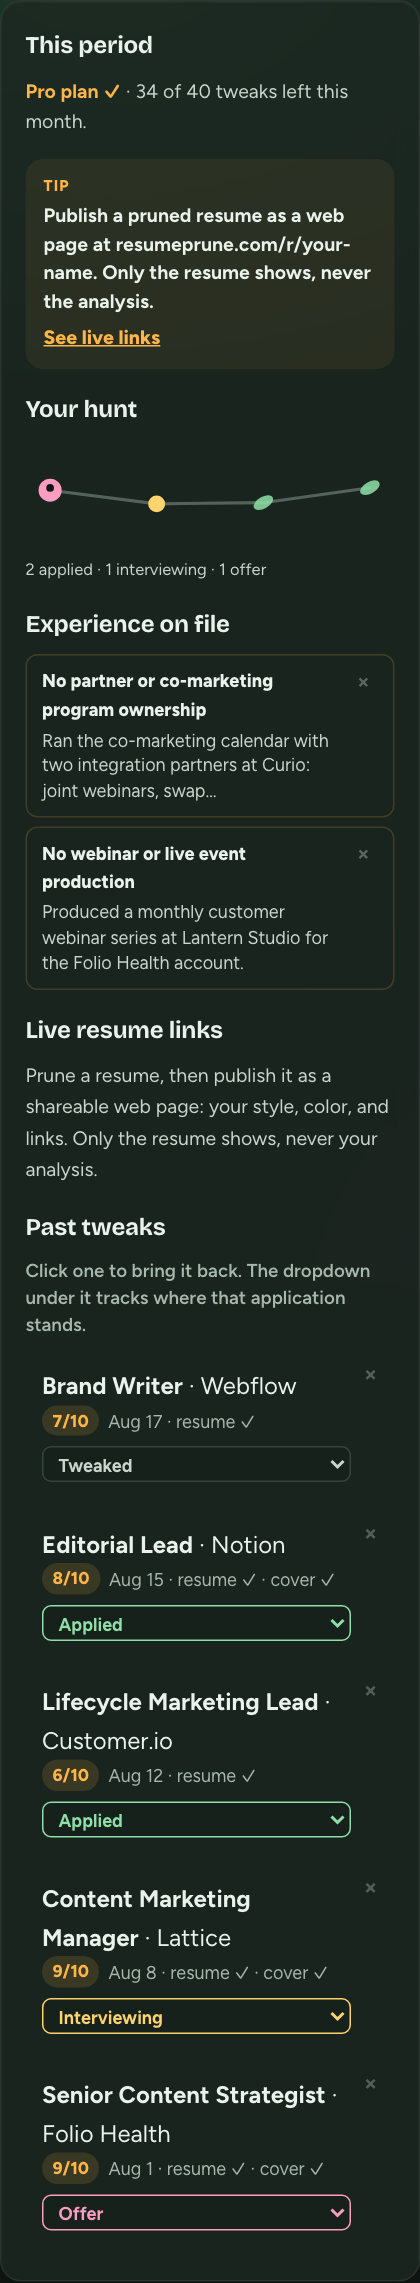 This period
Pro plan ✓ · 34 of 40 tweaks left this
month.
TIP
Publish a pruned resume as a web
page at resumeprune.com/r/your-
name. Only the resume shows, never
the analysis.
See live links
Your hunt
2 applied · 1 interviewing · 1 offer
Experience on file
No partner or co-marketing
program ownership
×
Ran the co-marketing calendar with
two integration partners at Curio:
joint webinars, swap...
No webinar or live event
production
×
Produced a monthly customer
webinar series at Lantern Studio for
the Folio Health account.
Live resume links
Prune a resume, then publish it as a
shareable web page: your style, color, and
links. Only the resume shows, never your
analysis.
Past tweaks
Click one to bring it back. The dropdown
under it tracks where that application
stands.
Brand Writer · Webflow
×
7/10 Aug 17 · resume ✓
Tweaked
Editorial Lead · Notion
×
8/10 Aug 15 · resume ✓ · cover ✓
Applied
Lifecycle Marketing Lead ·
Customer.io
×
6/10 Aug 12 · resume ✓
Applied
Content Marketing
Manager · Lattice
×
9/10 Aug 8 · resume ✓ · cover ✓
Interviewing
Senior Content Strategist ·
Folio Health
×
9/10 Aug 1 · resume ✓ · cover ✓
Offer